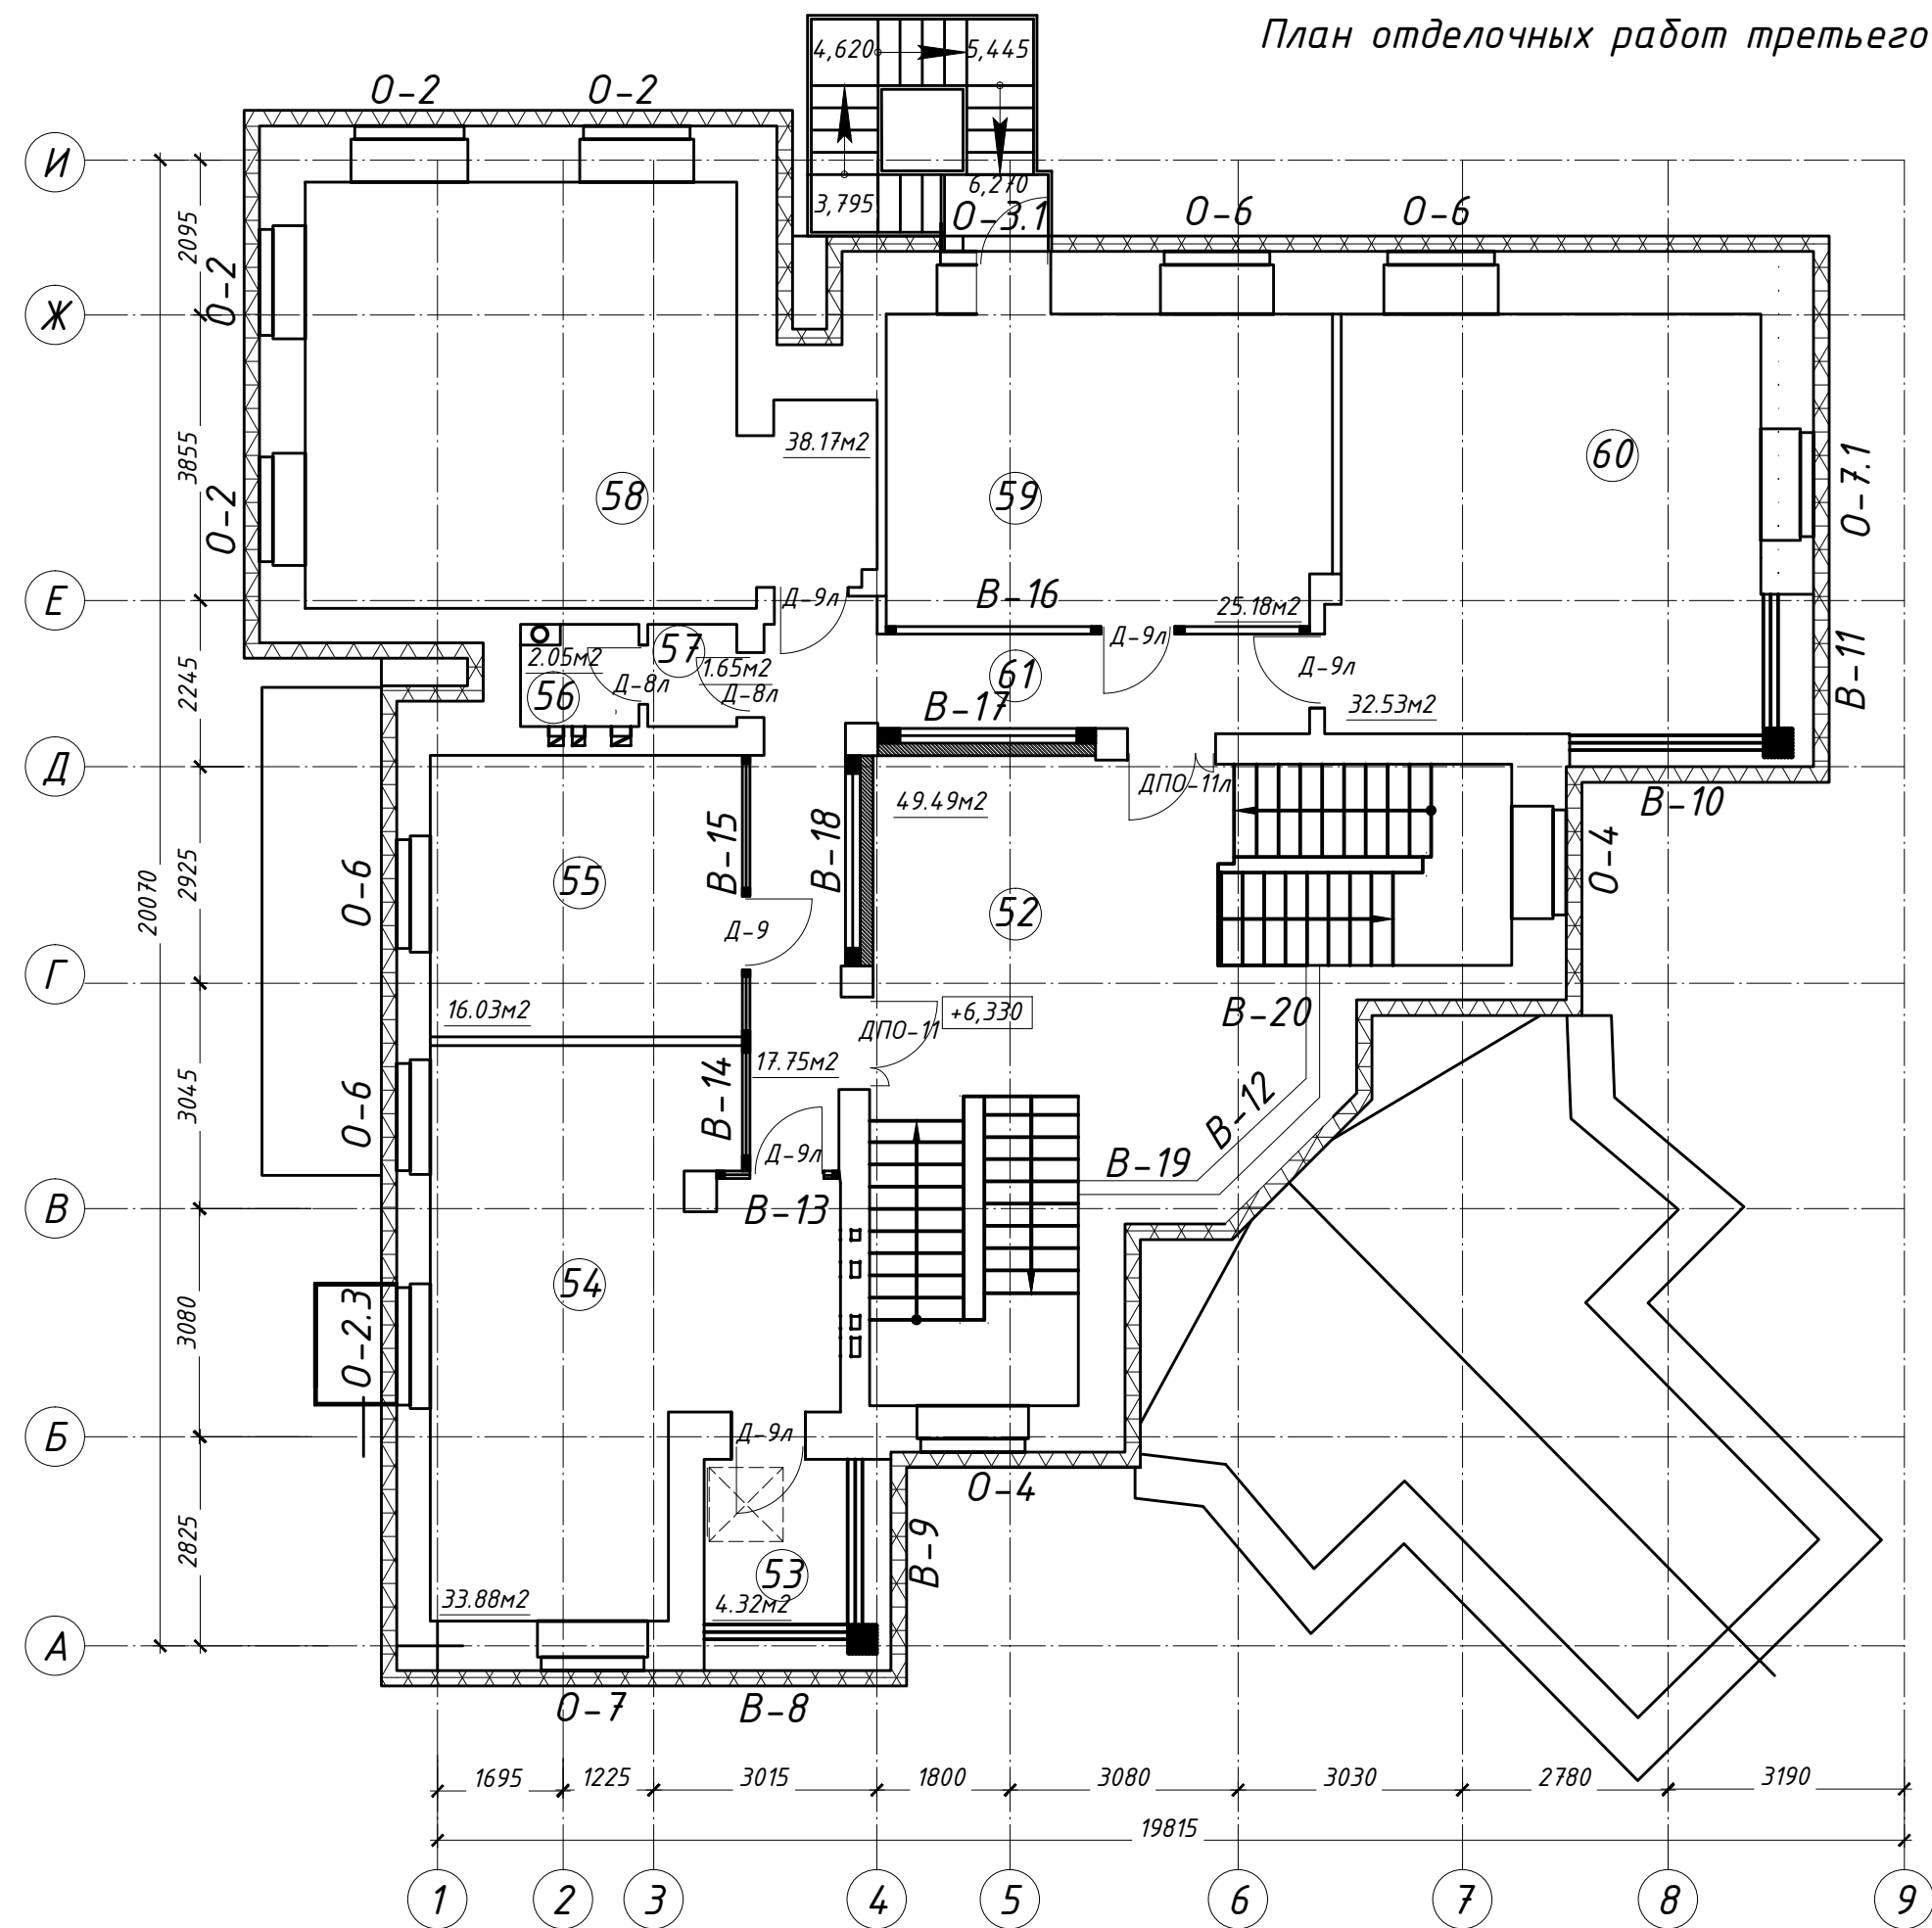 План отделочных работ третьего
4,620
5,445
О-2
О-2
И
3,795
6,270
О-3.1
О-6
О-6
2095
О-2
Ж
38.17м2
3855
58
59
60
О-2
О-7.1
Е
Д-9л
В-16
25.18м2
Д-9л
57
2.05м2
1.65м2
61
Д-9л
2245
56
Д-8л
Д-8л
В-17
32.53м2
В-11
Д
ДПО-11л
49.49м2
В-10
20070
2925
О-6
55
В-15
В-18
О-4
52
Д-9
Г
16.03м2
ДПО-11
+6,330
В-20
17.75м2
3045
О-6
В-14
В-12
Д-9л
В-19
В
В-13
54
3080
О-2.3
Б
Д-9л
О-4
2825
В-9
53
33.88м2
4.32м2
А
О-7
В-8
1695
1225
3015
1800
3080
3030
2780
3190
19815
1
2
3
4
5
6
7
8
9